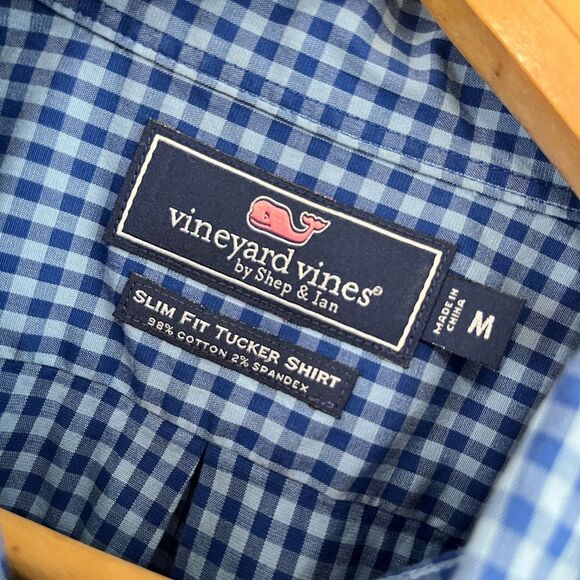 vineyard vines®
by Shep & Ian
SLIM FIT TUCKER SHIRT
98% COTTON 2% SPANDEX
MADE IN
CHINA
M